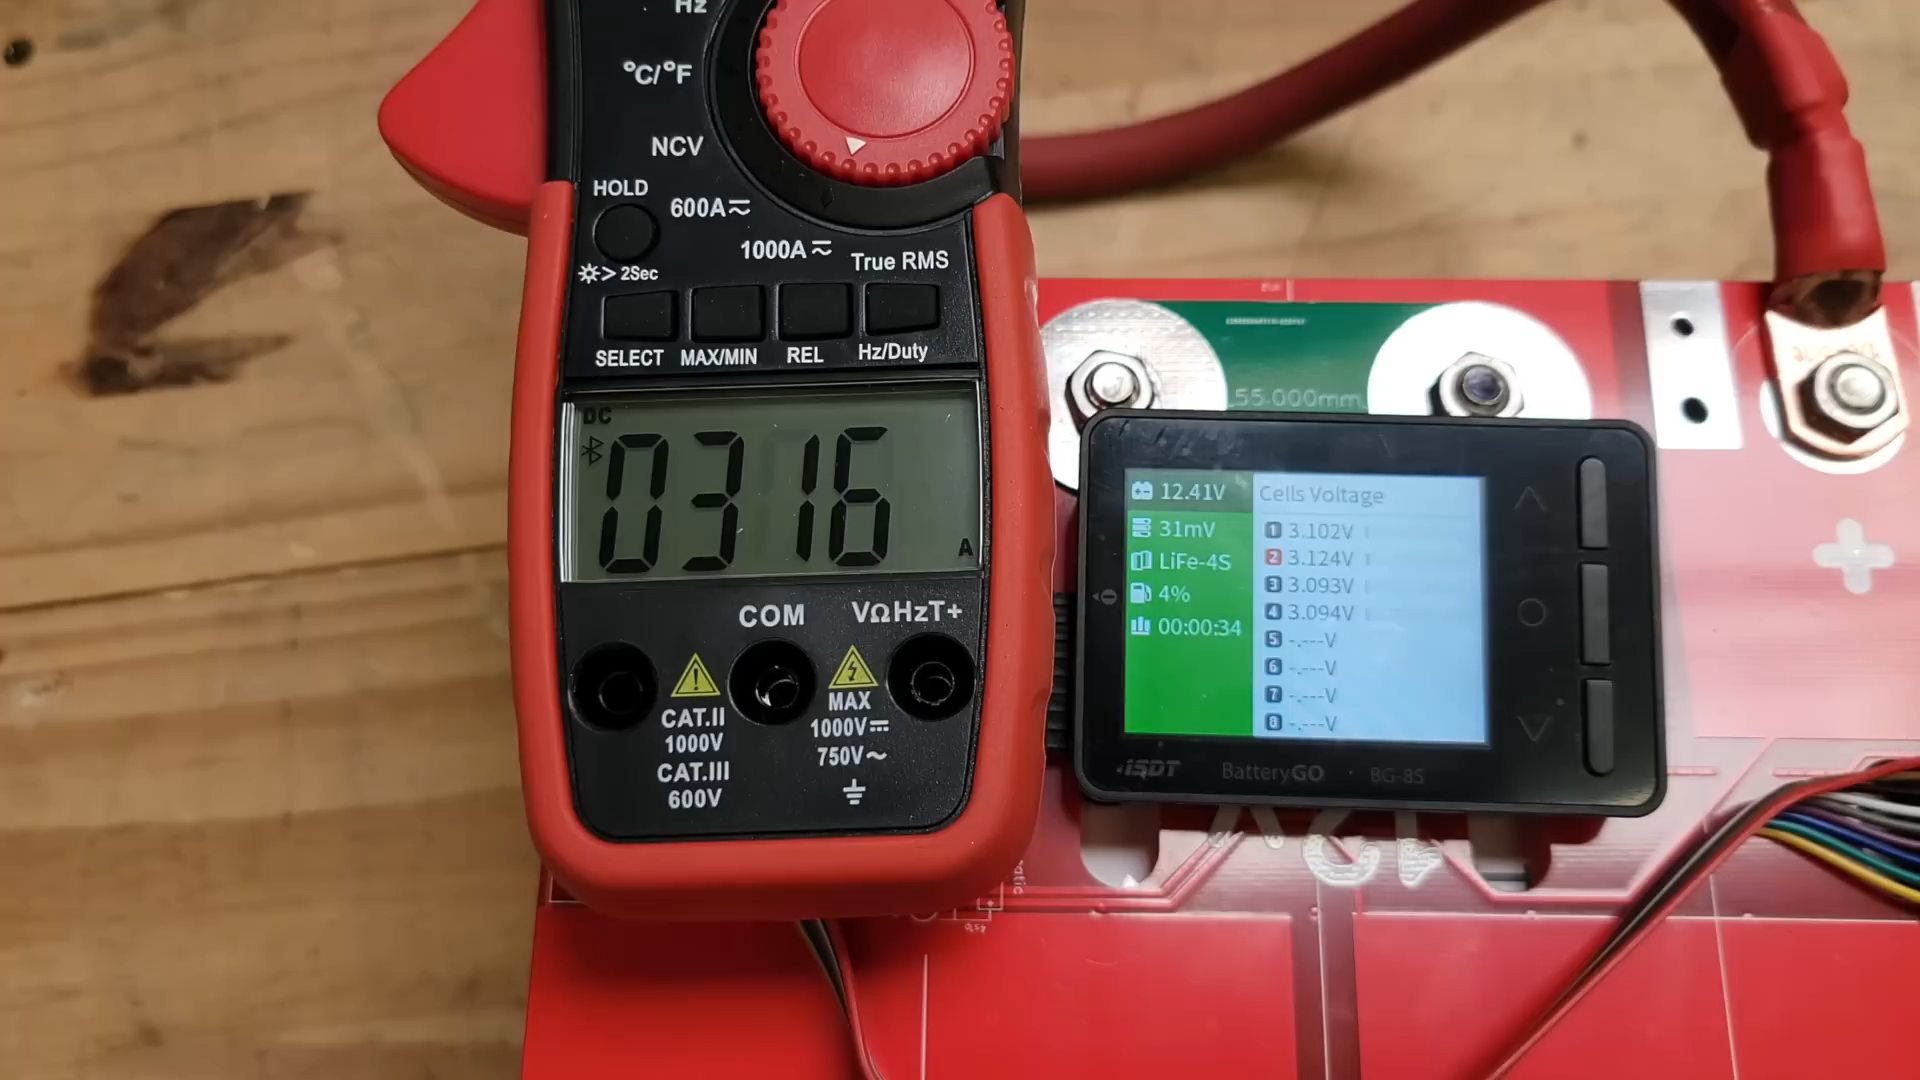 Hz
°C/°F
NCV
HOLD
600A
1000A
True RMS
> 2Sec
SELECT
MAX/MIN
REL
Hz/Duty
DC
0316
A
COM
VΩHzT+
CAT.II
1000V
CAT.III
600V
MAX
1000V
750V~
55.000mm
12.41V
31mV
LiFe-4S
4%
00:00:34
Cells Voltage
1 3.102V
2 3.124V
3 3.093V
4 3.094V
5 -.---V
6 -.---V
7 -.---V
8 -.---V
ISDT
BatteryGO · BG-8S
+